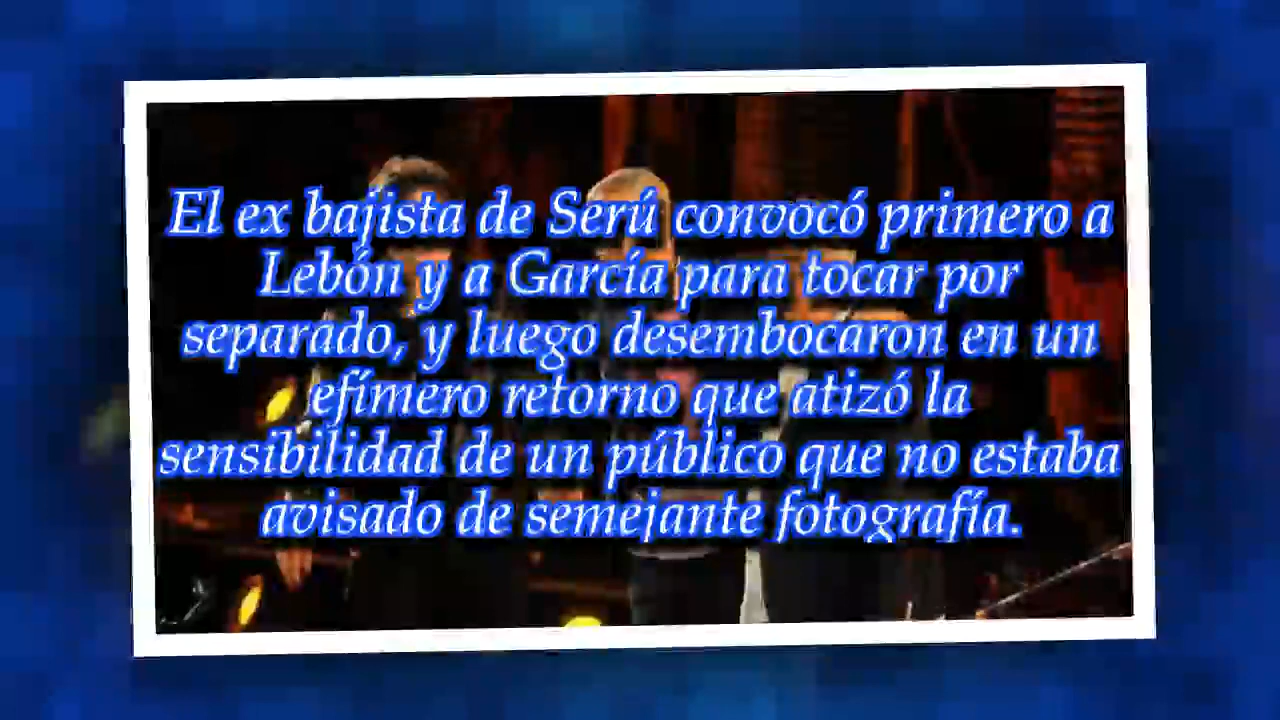 El ex bajista de Serú convocó primero a
Lebón y a García para tocar por
separado, y luego desembocaron en un
efímero retorno que atizó la
sensibilidad de un público que no estaba
avisado de semejante fotografía.